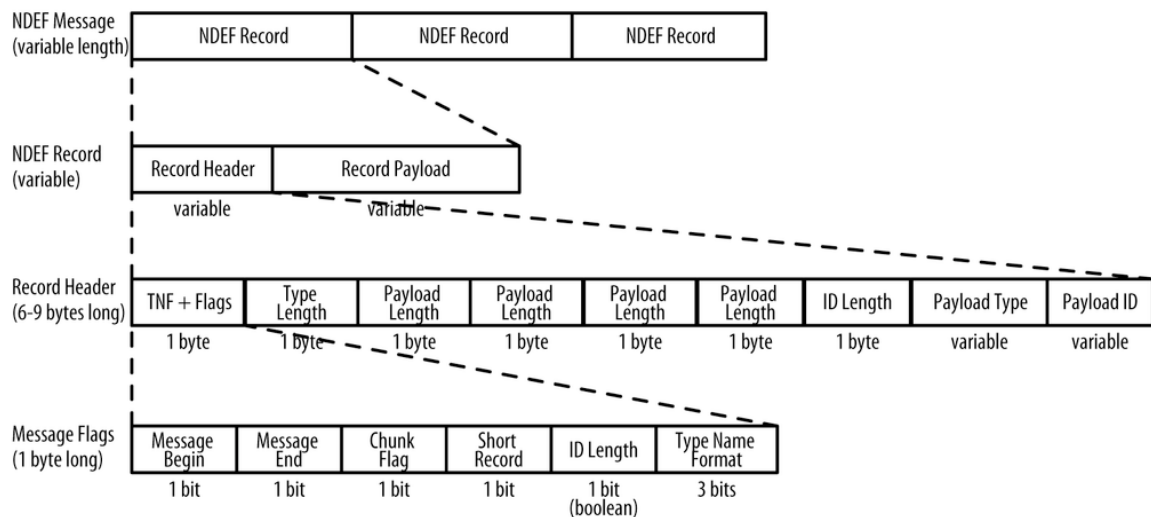 NDEF Message
(variable length)
NDEF Record
NDEF Record
NDEF Record
NDEF Record
(variable)
Record Header
Record Payload
variable
variable
Record Header
(6-9 bytes long)
TNF + Flags
Type
Length
Payload
Length
Payload
Length
Payload
Length
Payload
Length
ID Length
Payload Type
Payload ID
1 byte
1 byte
1 byte
1 byte
1 byte
1 byte
1 byte
variable
variable
Message Flags
(1 byte long)
Message
Begin
Message
End
Chunk
Flag
Short
Record
ID Length
Type Name
Format
1 bit
1 bit
1 bit
1 bit
1 bit
(boolean)
3 bits